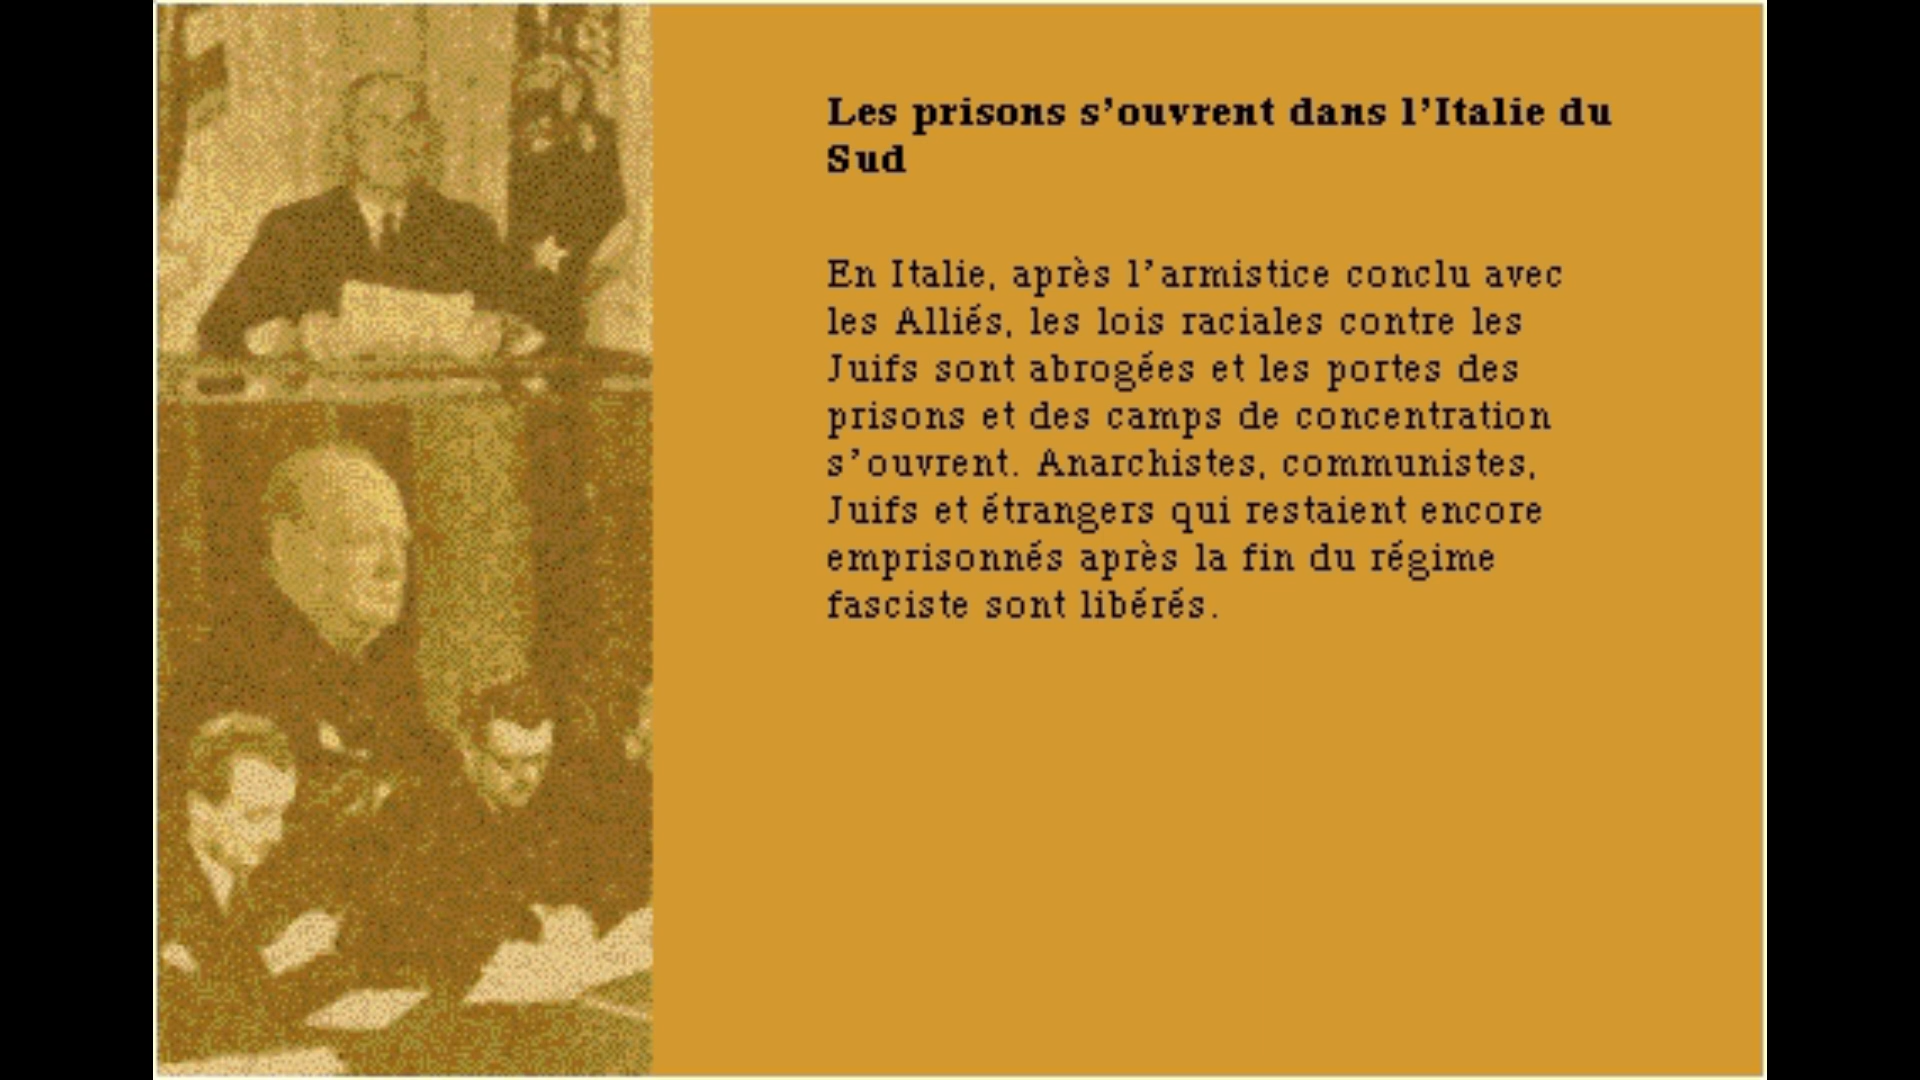 Les prisons s’ouvrent dans l’Italie du
Sud
En Italie, après l’armistice conclu avec
les Alliés, les lois raciales contre les
Juifs sont abrogées et les portes des
prisons et des camps de concentration
s’ouvrent. Anarchistes, communistes,
Juifs et étrangers qui restaient encore
emprisonnés après la fin du régime
fasciste sont libérés.